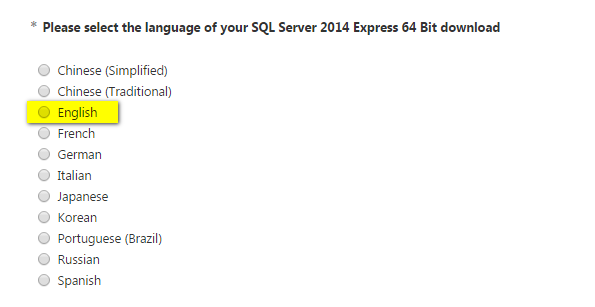 * Please select the language of your SQL Server 2014 Express 64 Bit download
Chinese (Simplified)
Chinese (Traditional)
English
French
German
Italian
Japanese
Korean
Portuguese (Brazil)
Russian
Spanish